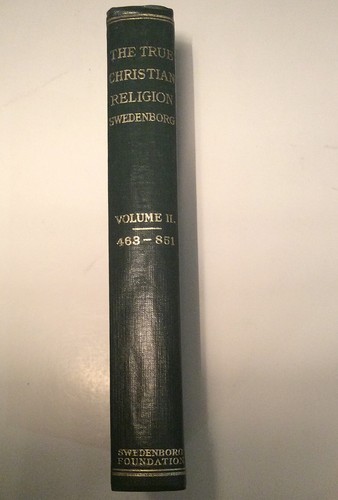 THE TRUE
CHRISTIAN
RELIGION
SWEDENBORG
VOLUME II.
463-851
SWEDENBORG
FOUNDATION